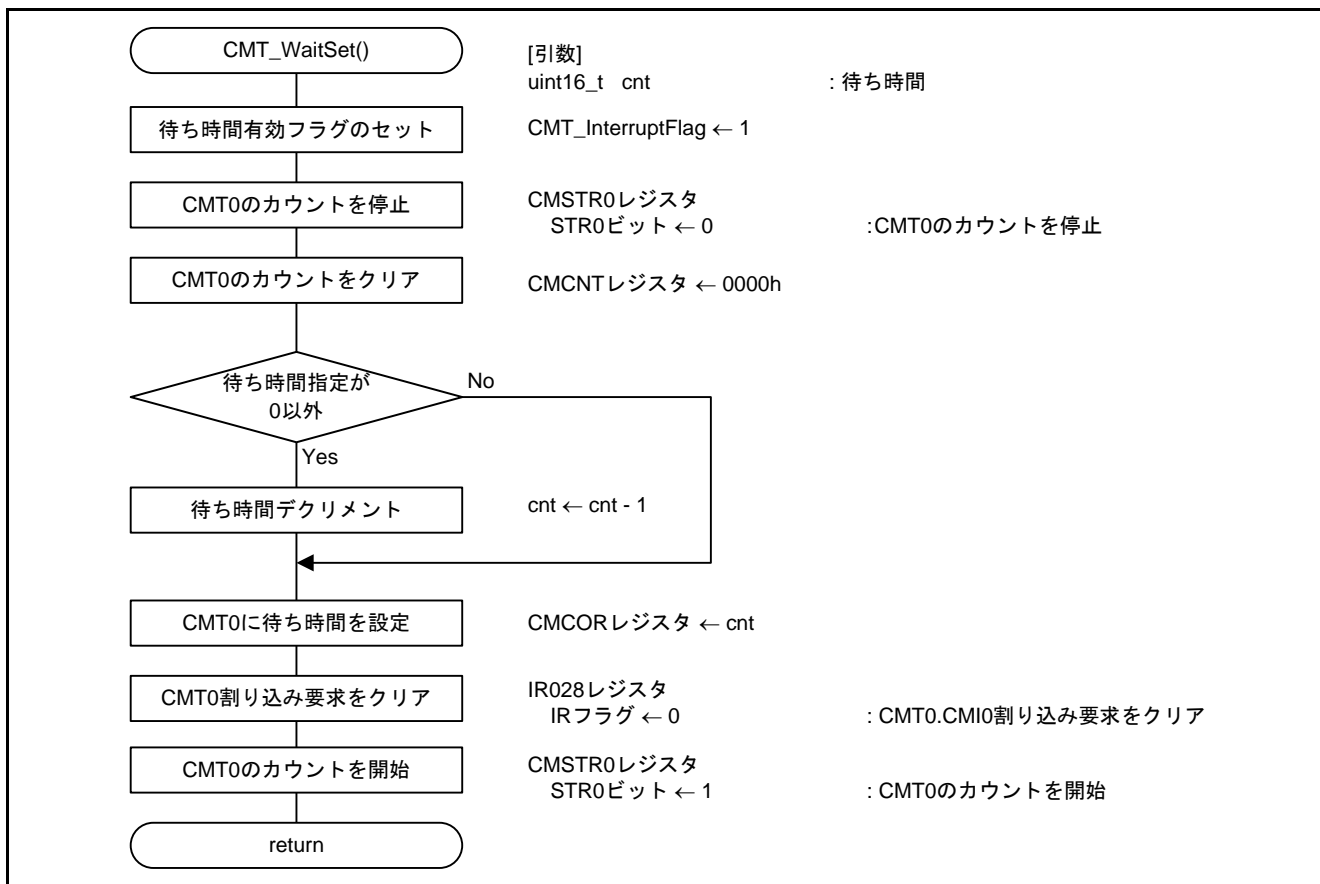 CMT_WaitSet()
[引数]
uint16_t cnt : 待ち時間
待ち時間有効フラグのセット
CMT_InterruptFlag ← 1
CMT0のカウントを停止
CMSTR0レジスタ
STR0ビット ← 0 :CMT0のカウントを停止
CMT0のカウントをクリア
CMCNTレジスタ ← 0000h
待ち時間指定が
0以外
No
Yes
待ち時間デクリメント
cnt ← cnt - 1
CMT0に待ち時間を設定
CMCORレジスタ ← cnt
CMT0割り込み要求をクリア
IR028レジスタ
IRフラグ ← 0 : CMT0.CMI0割り込み要求をクリア
CMT0のカウントを開始
CMSTR0レジスタ
STR0ビット ← 1 : CMT0のカウントを開始
return